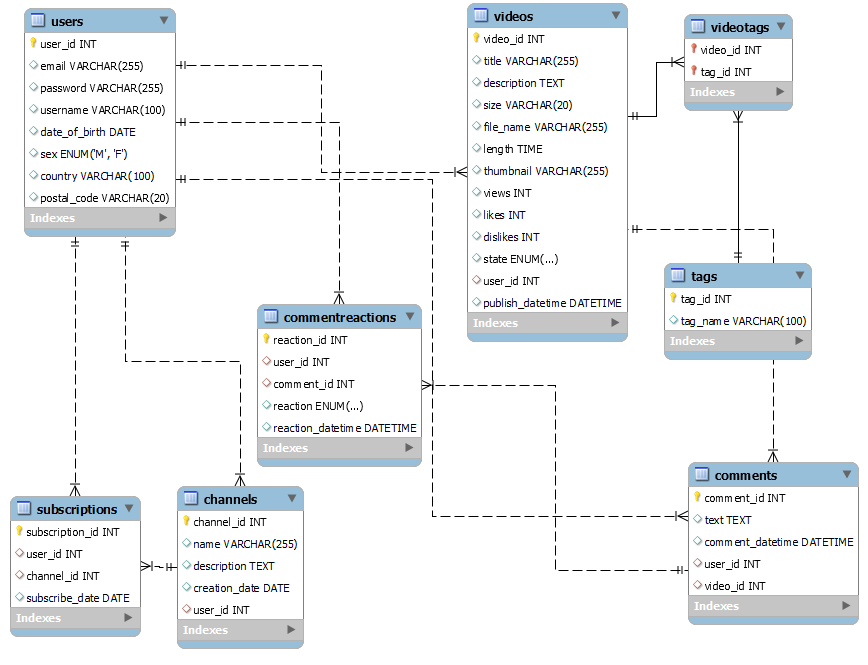 users
user_id INT
email VARCHAR(255)
password VARCHAR(255)
username VARCHAR(100)
date_of_birth DATE
sex ENUM('M', 'F')
country VARCHAR(100)
postal_code VARCHAR(20)
Indexes
videos
video_id INT
title VARCHAR(255)
description TEXT
size VARCHAR(20)
file_name VARCHAR(255)
length TIME
thumbnail VARCHAR(255)
views INT
likes INT
dislikes INT
state ENUM(...)
user_id INT
publish_datetime DATETIME
Indexes
videotags
video_id INT
tag_id INT
Indexes
tags
tag_id INT
tag_name VARCHAR(100)
Indexes
commentreactions
reaction_id INT
user_id INT
comment_id INT
reaction ENUM(...)
reaction_datetime DATETIME
Indexes
subscriptions
subscription_id INT
user_id INT
channel_id INT
subscribe_date DATE
Indexes
channels
channel_id INT
name VARCHAR(255)
description TEXT
creation_date DATE
user_id INT
Indexes
comments
comment_id INT
text TEXT
comment_datetime DATETIME
user_id INT
video_id INT
Indexes